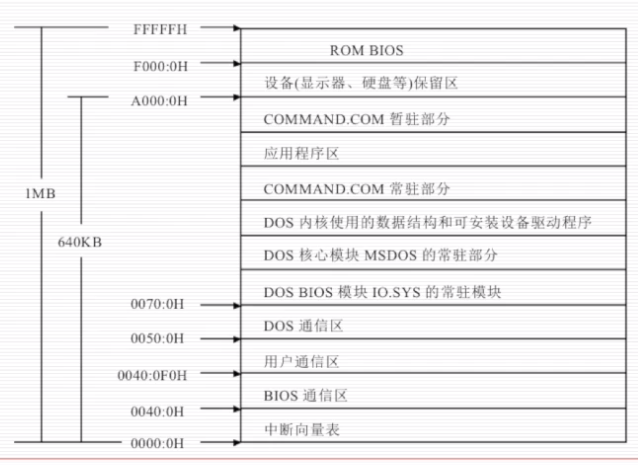 FFFFFH
ROM BIOS
F000:0H
设备(显示器、硬盘等)保留区
A000:0H
COMMAND.COM 暂驻部分
应用程序区
COMMAND.COM 常驻部分
1MB
DOS 内核使用的数据结构和可安装设备驱动程序
640KB
DOS 核心模块 MSDOS 的常驻部分
DOS BIOS 模块 IO.SYS 的常驻模块
0070:0H
DOS 通信区
0050:0H
用户通信区
0040:0F0H
BIOS 通信区
0040:0H
中断向量表
0000:0H